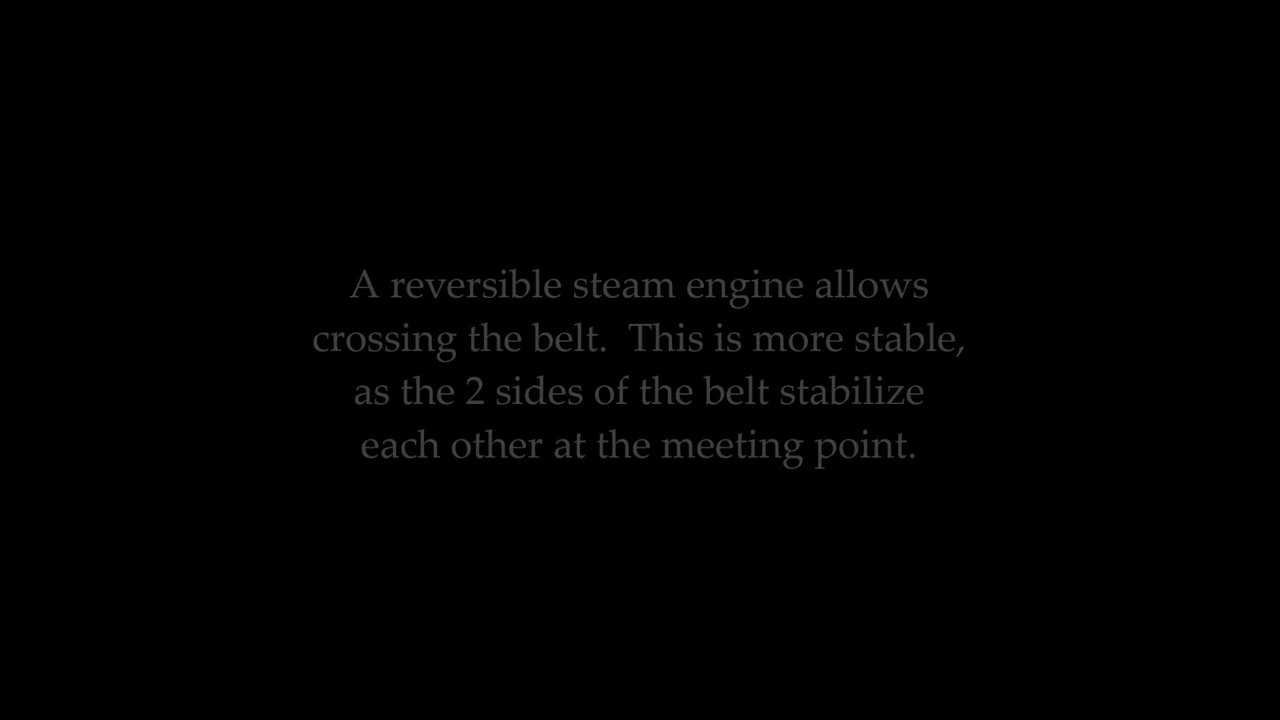 A reversible steam engine allows
crossing the belt.  This is more stable,
as the 2 sides of the belt stabilize
each other at the meeting point.